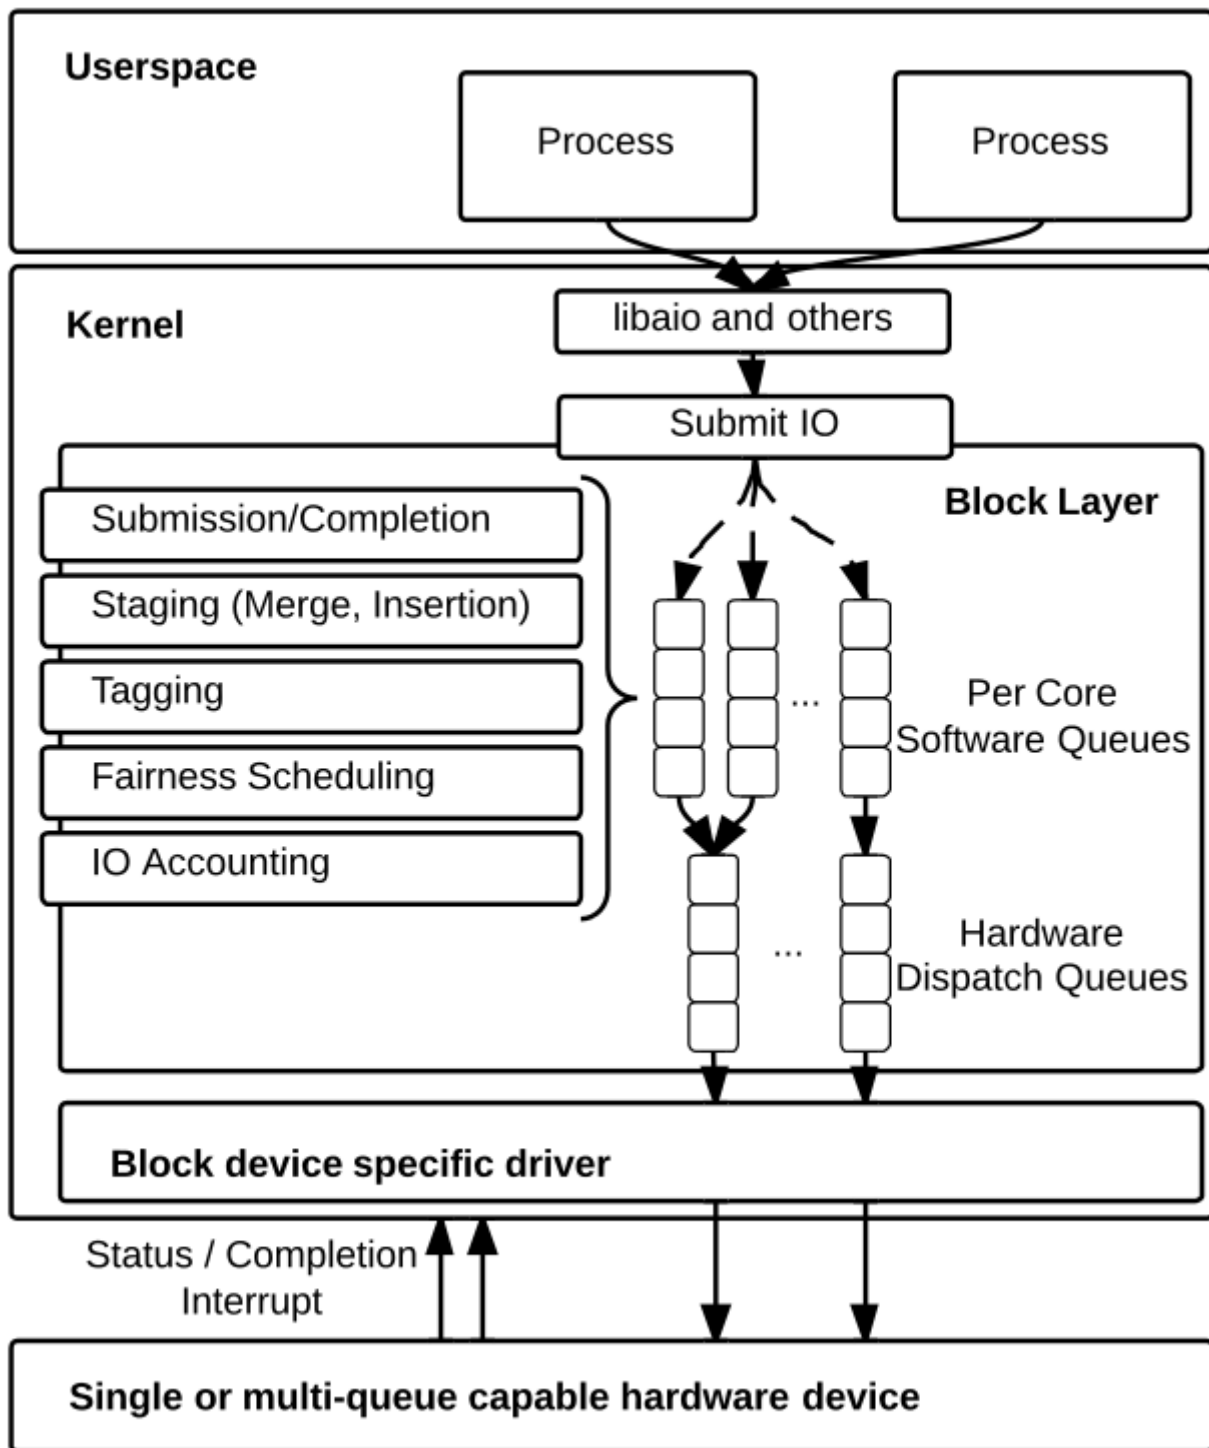 Userspace
Process
Process
Kernel
libaio and others
Submit IO
Block Layer
Submission/Completion
Staging (Merge, Insertion)
Tagging
Fairness Scheduling
IO Accounting
...
Per Core
Software Queues
...
Hardware
Dispatch Queues
Block device specific driver
Status / Completion
Interrupt
Single or multi-queue capable hardware device